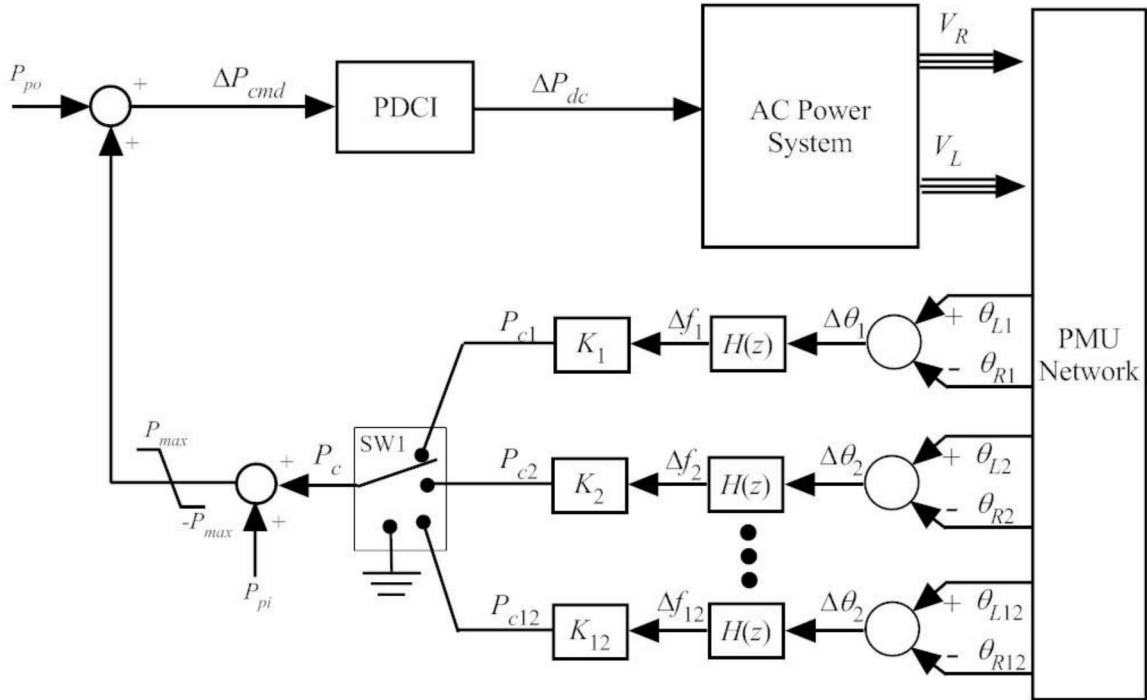 P_po
+
+
ΔP_cmd
PDCI
ΔP_dc
AC Power
System
V_R
V_L
PMU
Network
P_c1
K_1
Δf_1
H(z)
Δθ_1
+ θ_L1
- θ_R1
P_max
-P_max
+
+
P_pi
P_c
SW1
P_c2
K_2
Δf_2
H(z)
Δθ_2
+ θ_L2
- θ_R2
P_c12
K_12
Δf_12
H(z)
Δθ_2
+ θ_L12
- θ_R12